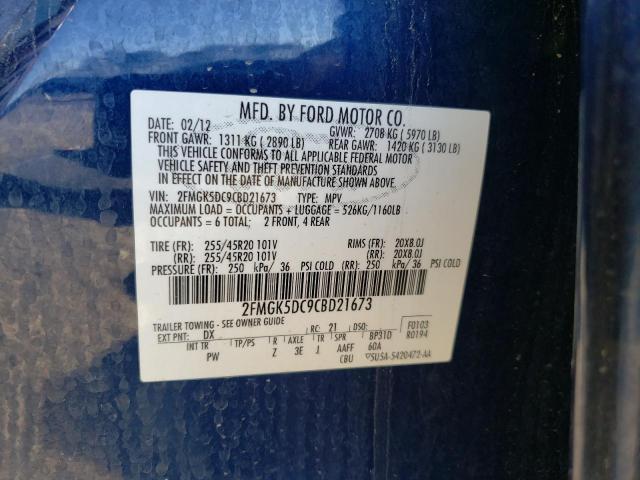 MFD. BY FORD MOTOR CO.
DATE: 02/12 GVWR: 2708 KG ( 5970 LB)
FRONT GAWR: 1311 KG ( 2890 LB) REAR GAWR: 1420 KG ( 3130 LB)
THIS VEHICLE CONFORMS TO ALL APPLICABLE FEDERAL MOTOR
VEHICLE SAFETY AND THEFT PREVENTION STANDARDS
IN EFFECT ON THE DATE OF MANUFACTURE SHOWN ABOVE.
VIN: 2FMGK5DC9CBD21673 TYPE: MPV
MAXIMUM LOAD = OCCUPANTS + LUGGAGE = 526KG/1160LB
OCCUPANTS = 6 TOTAL: 2 FRONT, 4 REAR
TIRE (FR): 255/45R20 101V RIMS (FR): 20X8.0J
(RR): 255/45R20 101V (RR): 20X8.0J
PRESSURE (FR) 250 kPa/ 36 PSI COLD (RR) 250 kPa/ 36 PSI COLD
2FMGK5DC9CBD21673
TRAILER TOWING - SEE OWNER GUIDE F0103
EXT PNT: DX RC: 21 BP31D R0194
INT TR TP/PS R AXLE TR SPR 60A
PW Z 3E J AAFF CBU 5U5A-5420472-AA